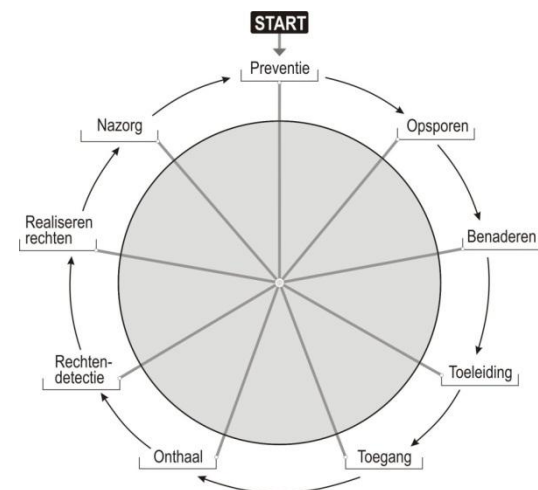 START
Preventie
Opsporen
Benaderen
Toeleiding
Toegang
Onthaal
Rechten-
detectie
Realiseren
rechten
Nazorg